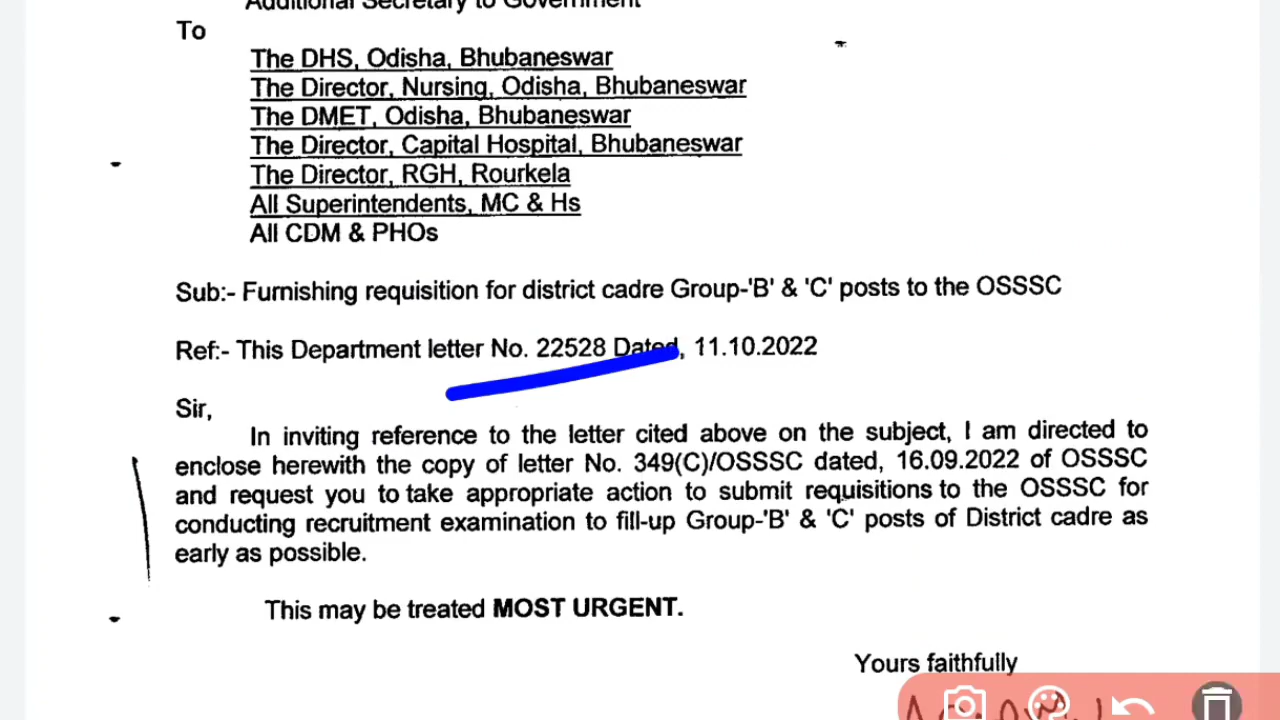 Additional Secretary to Government
To
The DHS, Odisha, Bhubaneswar
The Director, Nursing, Odisha, Bhubaneswar
The DMET, Odisha, Bhubaneswar
The Director, Capital Hospital, Bhubaneswar
The Director, RGH, Rourkela
All Superintendents, MC & Hs
All CDM & PHOs
Sub:- Furnishing requisition for district cadre Group-'B' & 'C' posts to the OSSSC
Ref:- This Department letter No. 22528 Dated, 11.10.2022
Sir,
In inviting reference to the letter cited above on the subject, I am directed to
enclose herewith the copy of letter No. 349(C)/OSSSC dated, 16.09.2022 of OSSSC
and request you to take appropriate action to submit requisitions to the OSSSC for
conducting recruitment examination to fill-up Group-'B' & 'C' posts of District cadre as
early as possible.
This may be treated MOST URGENT.
Yours faithfully